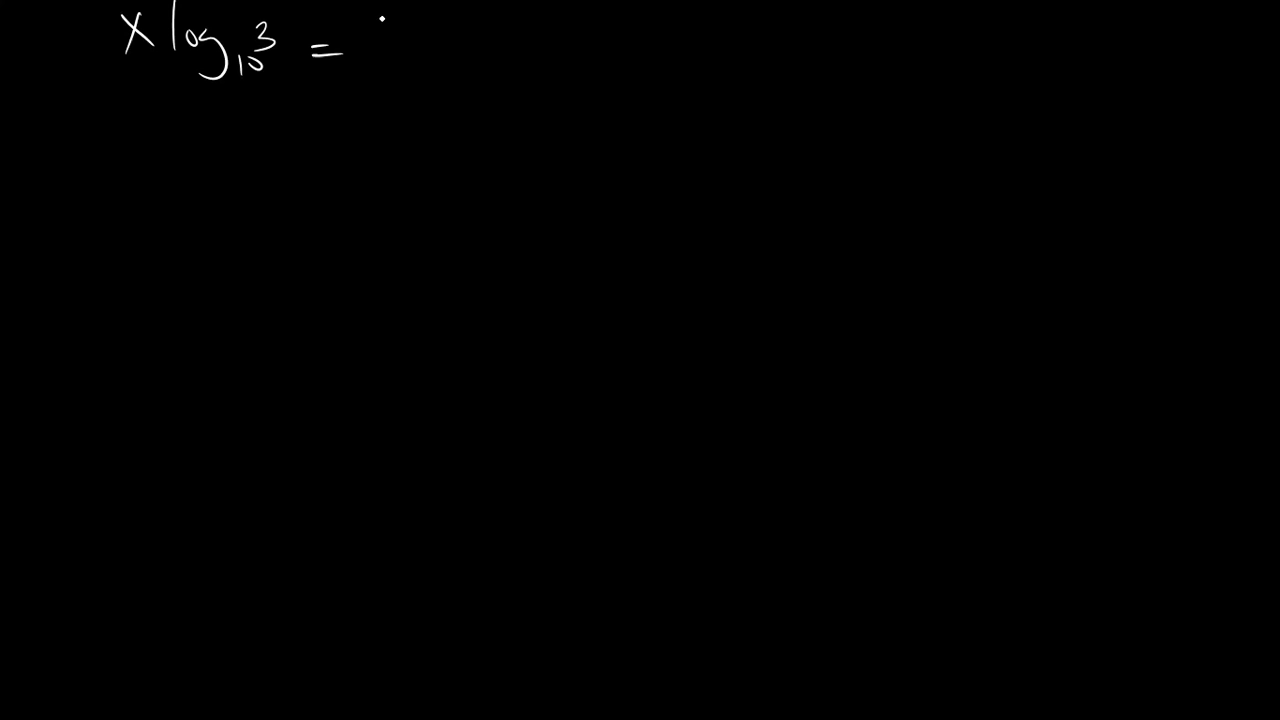 x log₁₀3 =